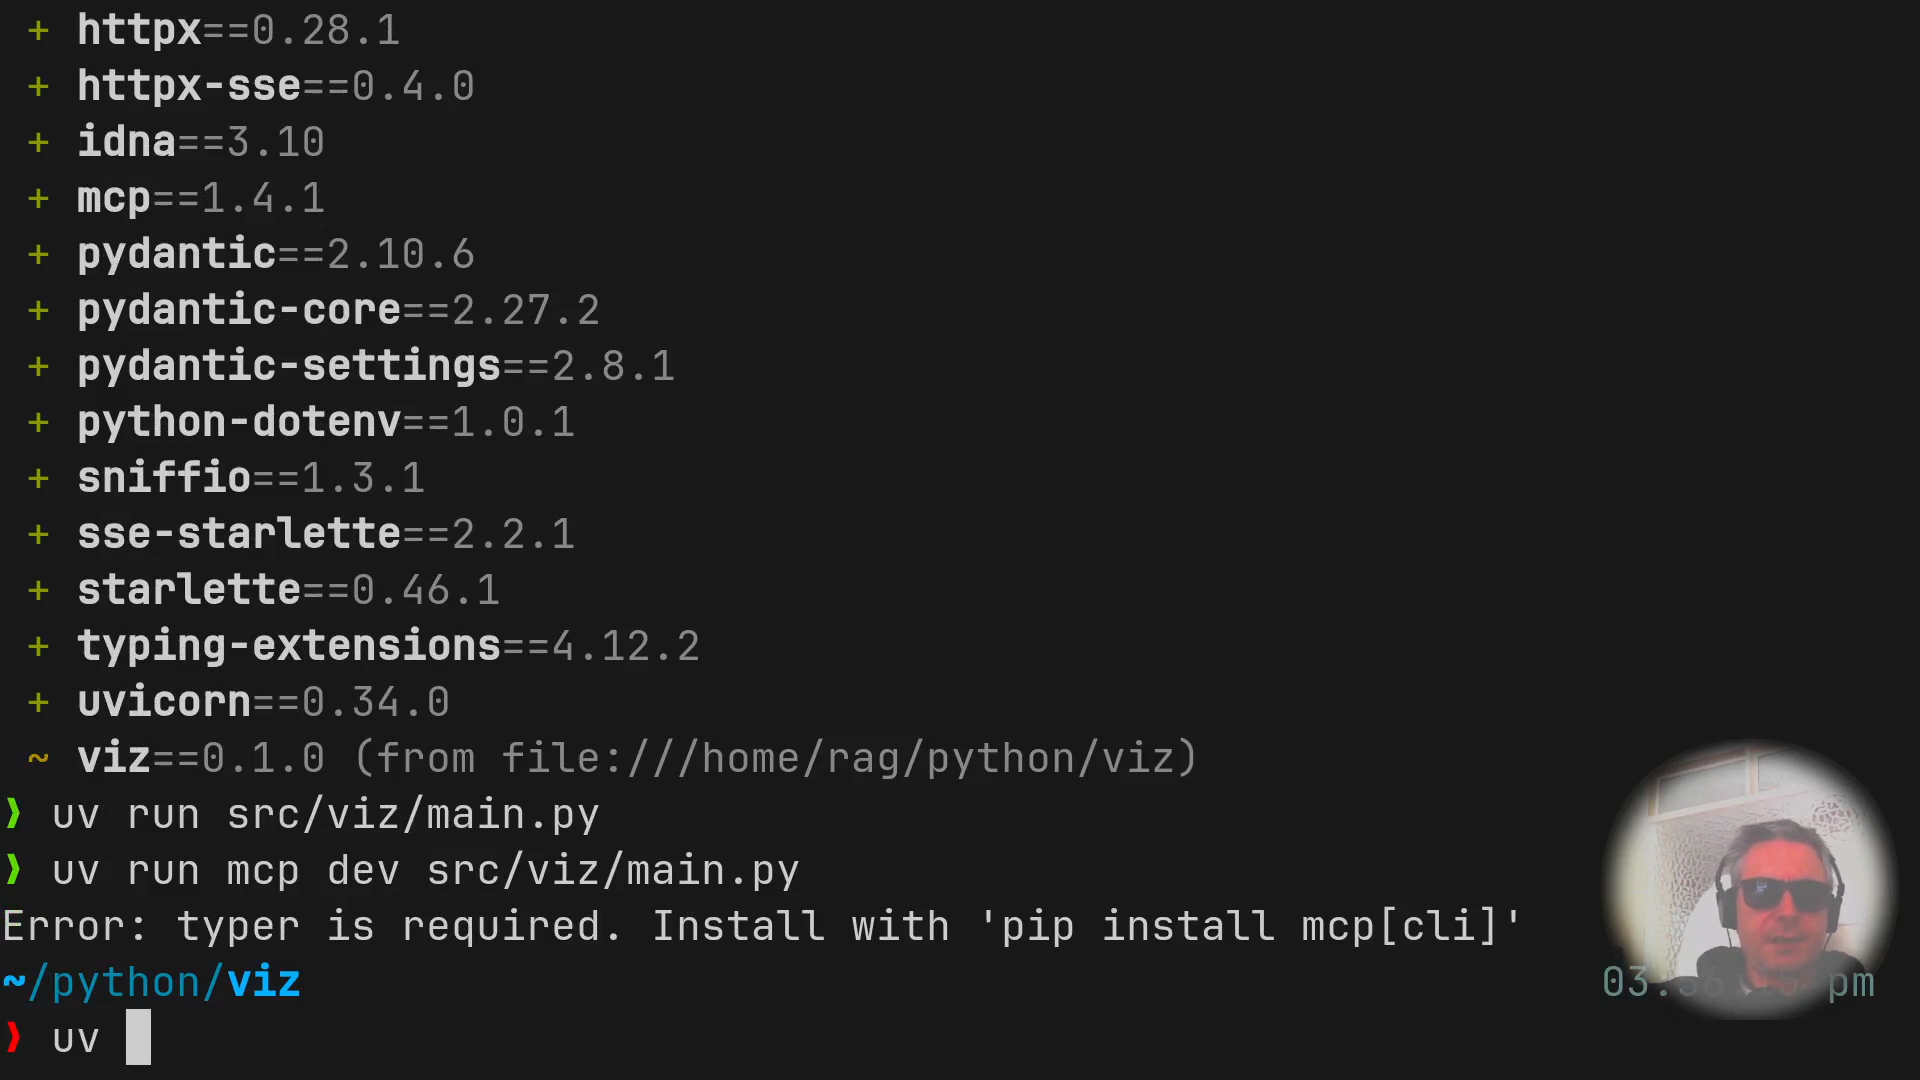 + httpx==0.28.1
+ httpx-sse==0.4.0
+ idna==3.10
+ mcp==1.4.1
+ pydantic==2.10.6
+ pydantic-core==2.27.2
+ pydantic-settings==2.8.1
+ python-dotenv==1.0.1
+ sniffio==1.3.1
+ sse-starlette==2.2.1
+ starlette==0.46.1
+ typing-extensions==4.12.2
+ uvicorn==0.34.0
~ viz==0.1.0 (from file:///home/rag/python/viz)
❯ uv run src/viz/main.py
❯ uv run mcp dev src/viz/main.py
Error: typer is required. Install with 'pip install mcp[cli]'
~/python/viz pm
❯ uv